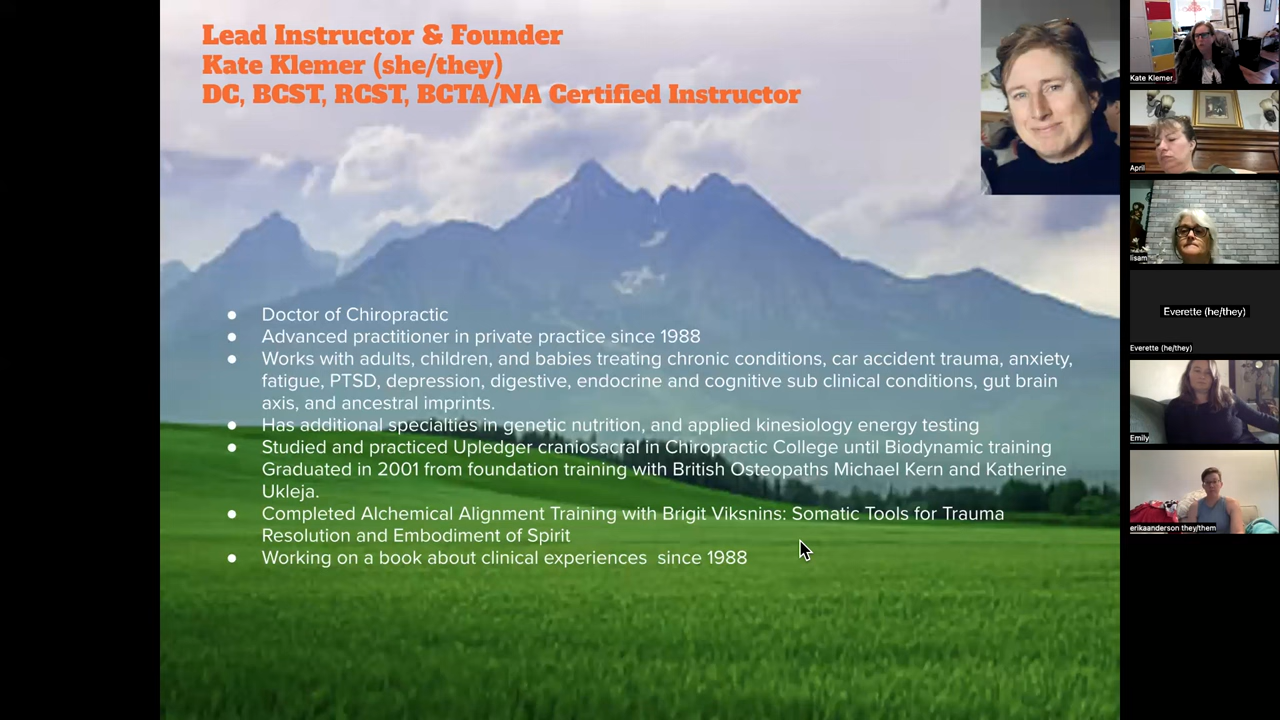 Lead Instructor & Founder
Kate Klemer (she/they)
DC, BCST, RCST, BCTA/NA Certified Instructor
● Doctor of Chiropractic
● Advanced practitioner in private practice since 1988
● Works with adults, children, and babies treating chronic conditions, car accident trauma, anxiety,
fatigue, PTSD, depression, digestive, endocrine and cognitive sub clinical conditions, gut brain
axis, and ancestral imprints.
● Has additional specialties in genetic nutrition, and applied kinesiology energy testing
● Studied and practiced Upledger craniosacral in Chiropractic College until Biodynamic training
Graduated in 2001 from foundation training with British Osteopaths Michael Kern and Katherine
Ukleja.
● Completed Alchemical Alignment Training with Brigit Viksnins: Somatic Tools for Trauma
Resolution and Embodiment of Spirit
● Working on a book about clinical experiences  since 1988
Kate Klemer
April
lisam
Everette (he/they)
Everette (he/they)
Emily
erikaanderson they/them